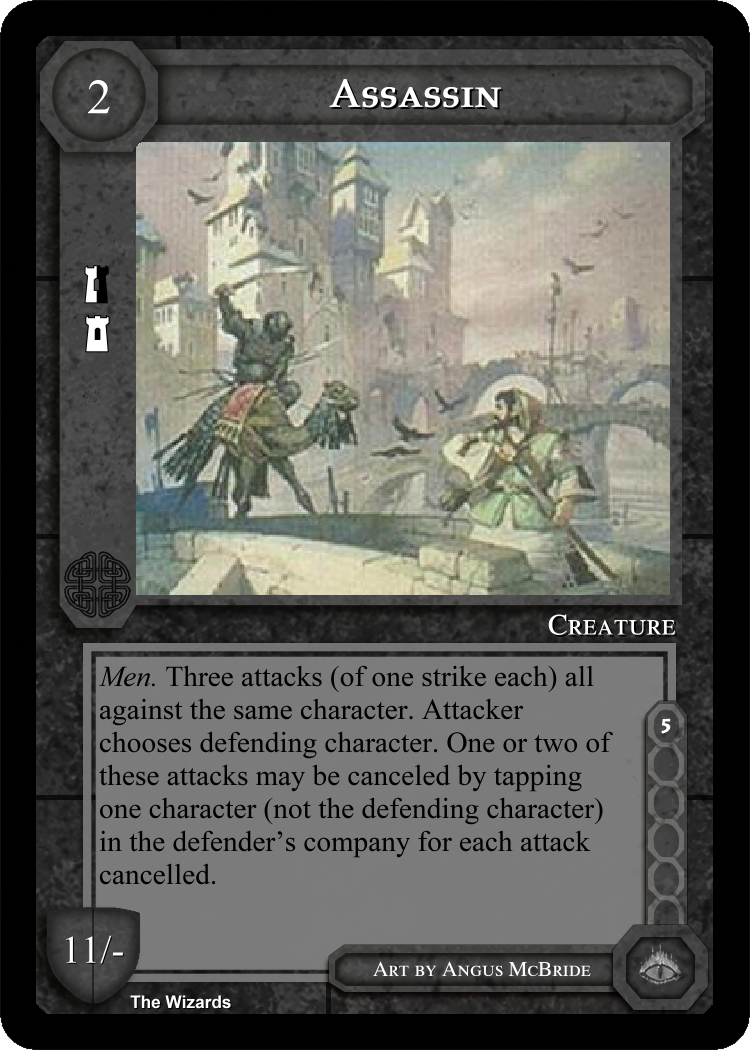 2
Assassin
Creature
Men. Three attacks (of one strike each) all
against the same character. Attacker
chooses defending character. One or two of
these attacks may be canceled by tapping
one character (not the defending character)
in the defender's company for each attack
cancelled.
5
11/-
Art by Angus McBride
The Wizards